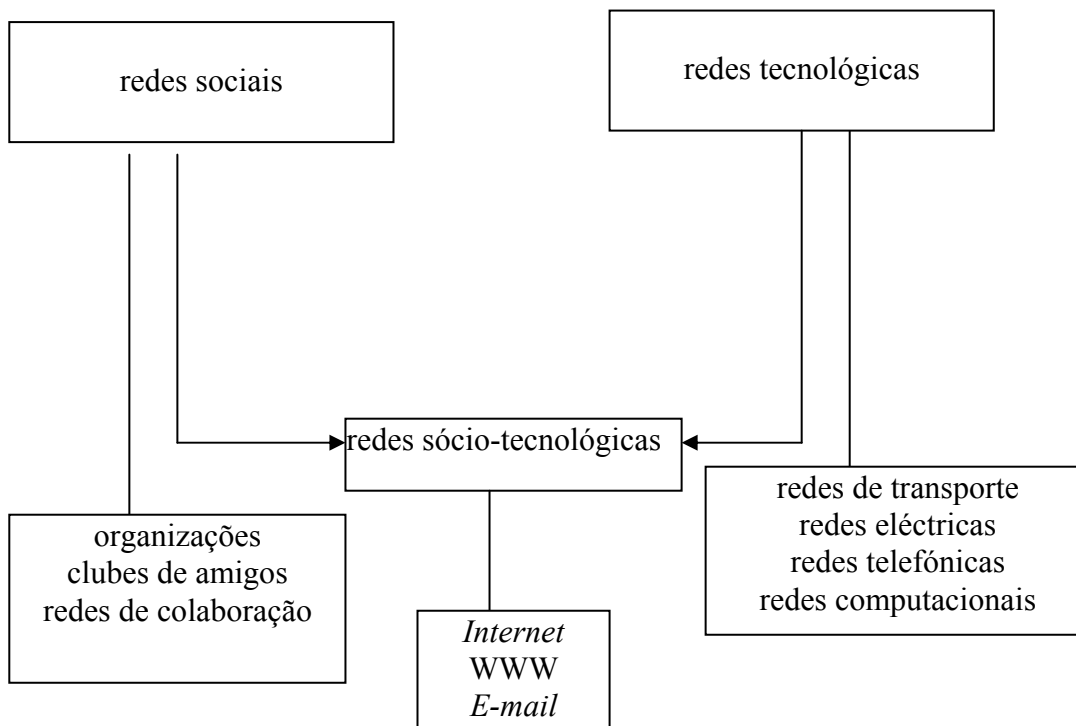 redes sociais
redes tecnológicas
redes sócio-tecnológicas
organizações
clubes de amigos
redes de colaboração
redes de transporte
redes eléctricas
redes telefónicas
redes computacionais
Internet
WWW
E-mail